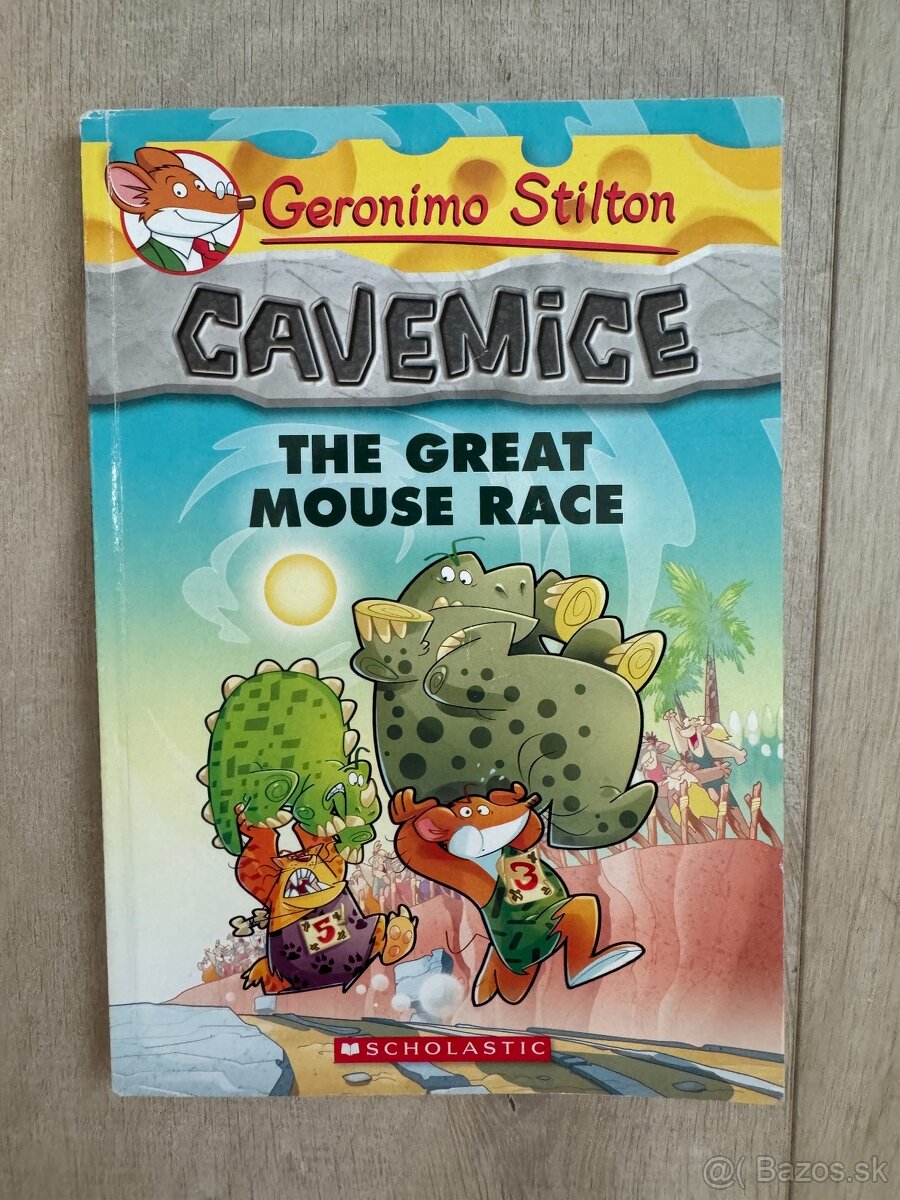 Geronimo Stilton
CAVEMiCE
THE GREAT
MOUSE RACE
5
3
SCHOLASTIC
@( Bazos.sk